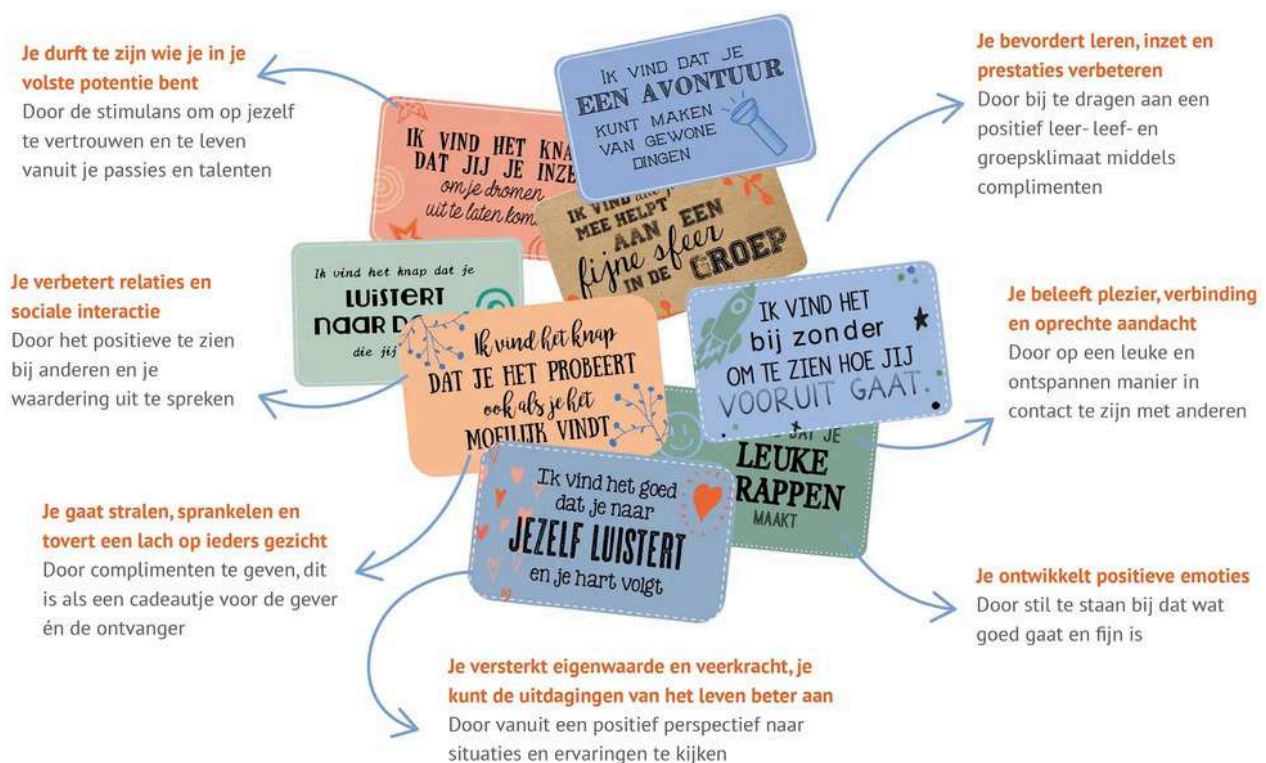 Je durft te zijn wie je in je
volste potentie bent
Door de stimulans om op jezelf
te vertrouwen en te leven
vanuit je passies en talenten
Je verbetert relaties en
sociale interactie
Door het positieve te zien
bij anderen en je
waardering uit te spreken
Je gaat stralen, sprankelen en
tovert een lach op ieders gezicht
Door complimenten te geven, dit
is als een cadeautje voor de gever
én de ontvanger
IK VIND HET
DAT JIJ JE
om je dromen
uit te laten
IK VIND DAT JE
EEN AVONTUUR
KUNT MAKEN
VAN GEWONE
DINGEN
IK VIND
MEE HELPT
AAN EEN
fijne sfeer
IN DE GROEP
Ik vind het knap dat je
LUISTERT
NAAR
die jij
Ik vind het knap
DAT JE HET PROBEERT
ook als je het
MOEILIJK VINDT
IK VIND HET
bijzonder
OM TE ZIEN HOE JIJ
VOORUIT GAAT
DAT JE
LEUKE
RAPPEN
MAAKT
Ik vind het goed
dat je naar
JEZELF LUISTERT
en je hart volgt
Je versterkt eigenwaarde en veerkracht, je
kunt de uitdagingen van het leven beter aan
Door vanuit een positief perspectief naar
situaties en ervaringen te kijken
Je bevordert leren, inzet en
prestaties verbeteren
Door bij te dragen aan een
positief leer- leef- en
groepsklimaat middels
complimenten
Je beleeft plezier, verbinding
en oprechte aandacht
Door op een leuke en
ontspannen manier in
contact te zijn met anderen
Je ontwikkelt positieve emoties
Door stil te staan bij dat wat
goed gaat en fijn is